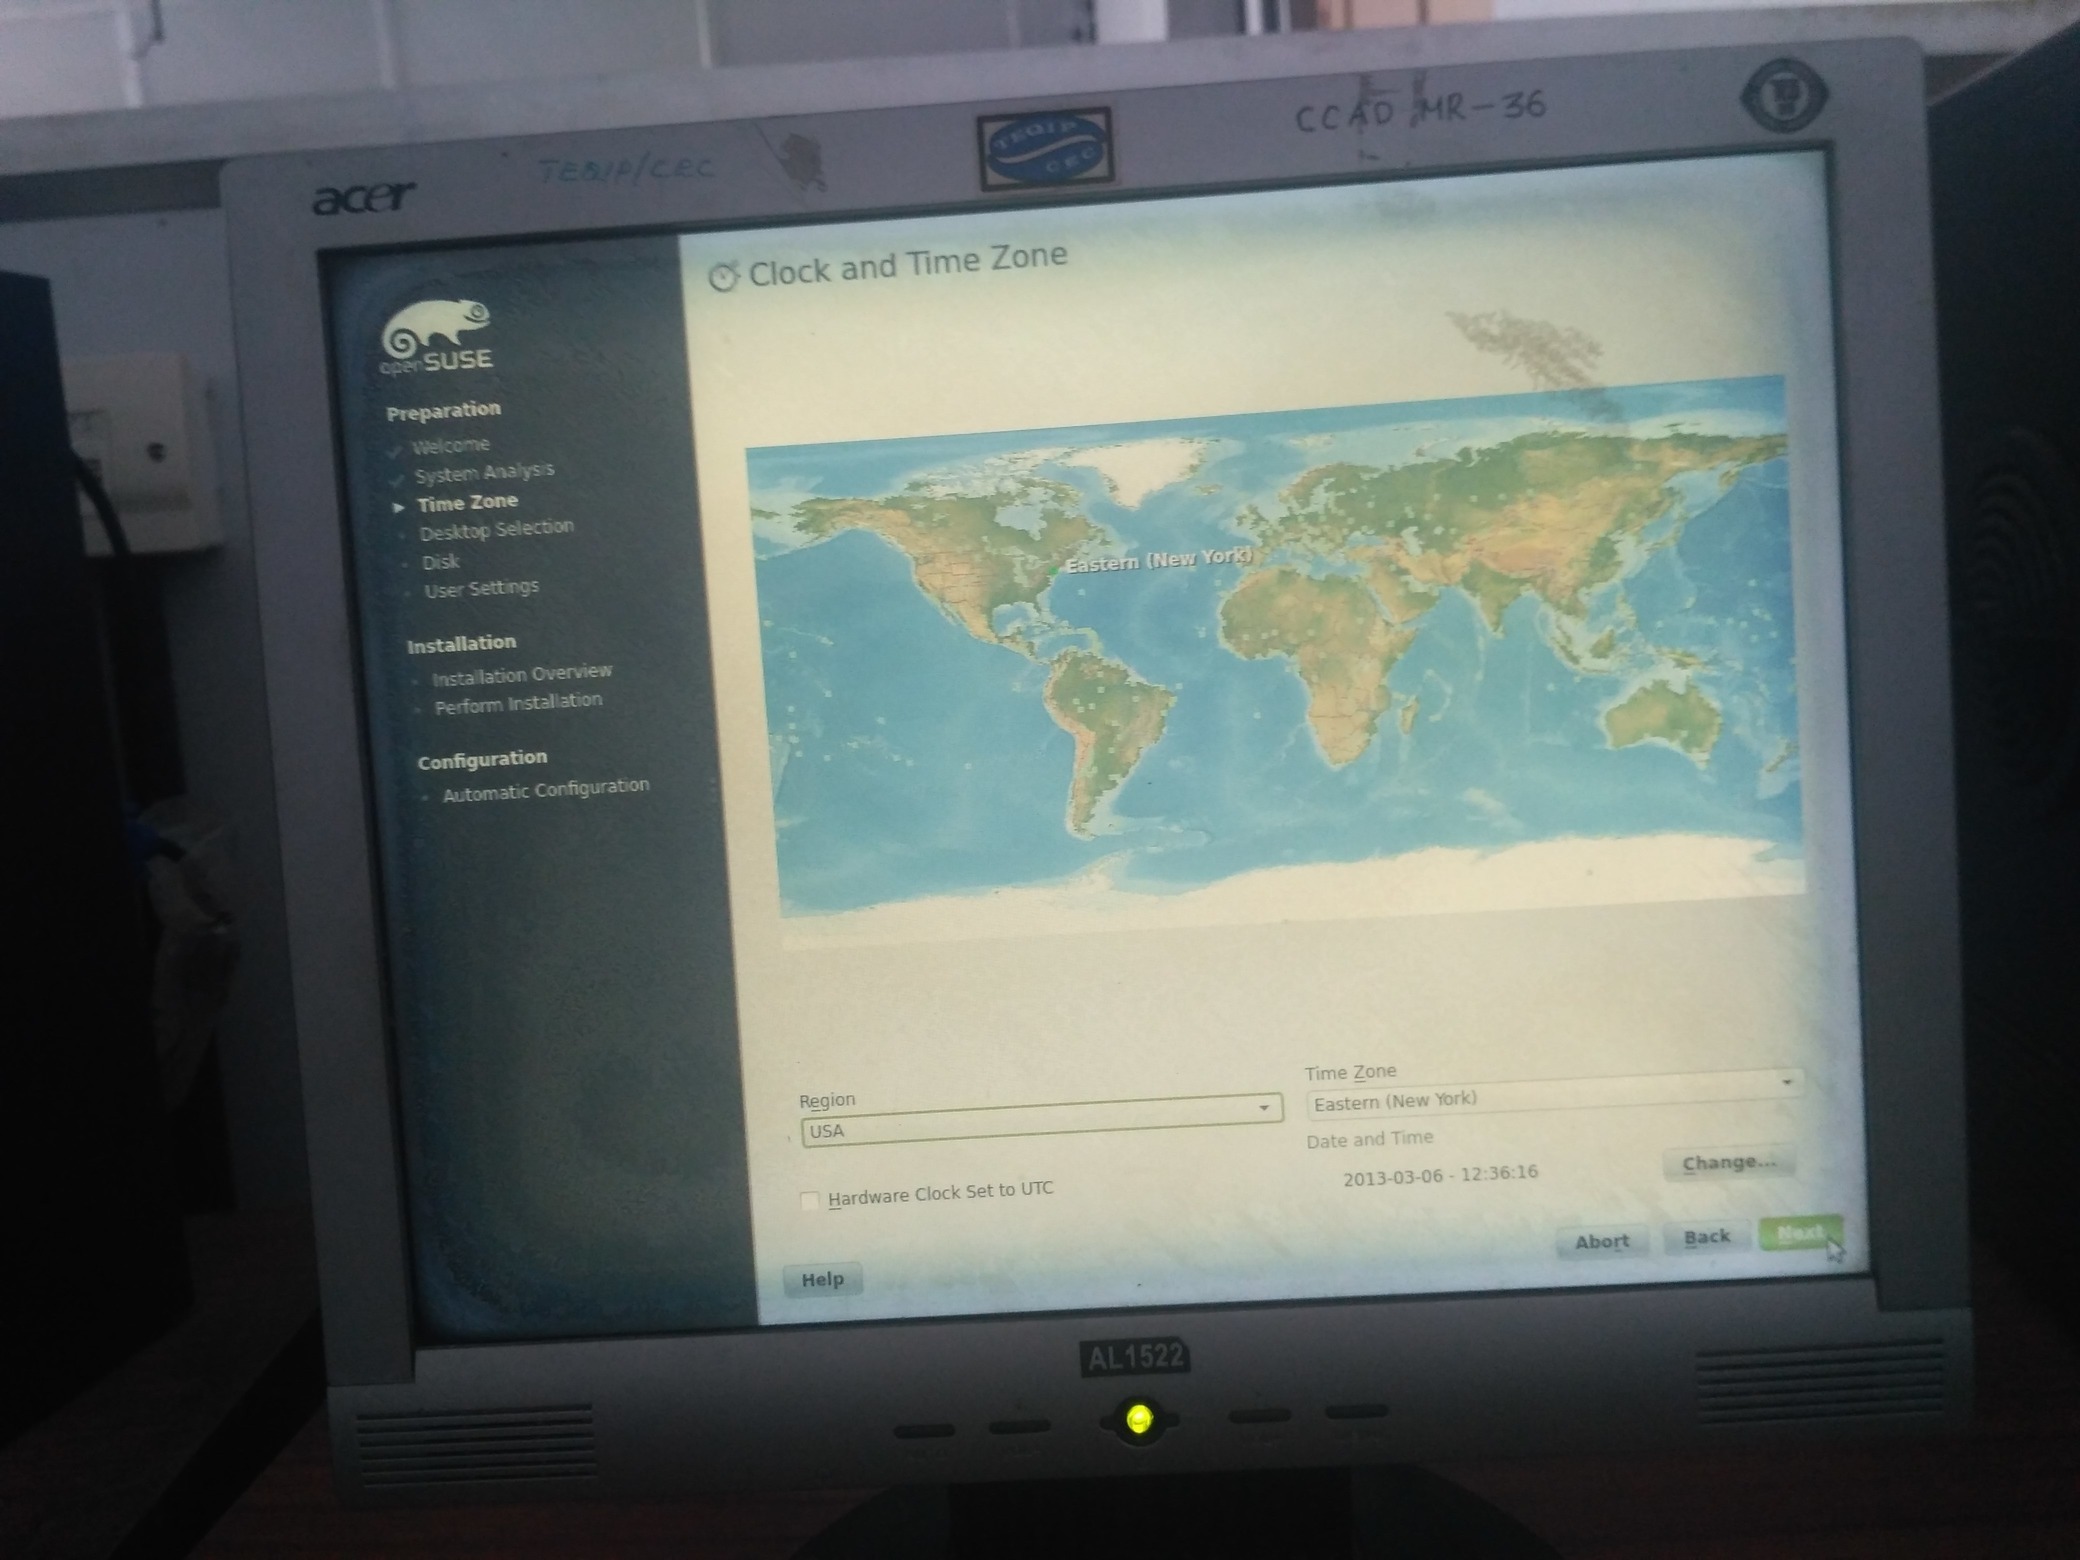 acer
TEQIP/CEC
TEQIP
CEC
CCAD MR-36
TCO
openSUSE
Preparation
Welcome
System Analysis
Time Zone
Desktop Selection
Disk
User Settings
Installation
Installation Overview
Perform Installation
Configuration
Automatic Configuration
Clock and Time Zone
Eastern (New York)
Region
USA
Time Zone
Eastern (New York)
Hardware Clock Set to UTC
Date and Time
2013-03-06 - 12:36:16
Change...
Help
Abort
Back
Next
AL1522